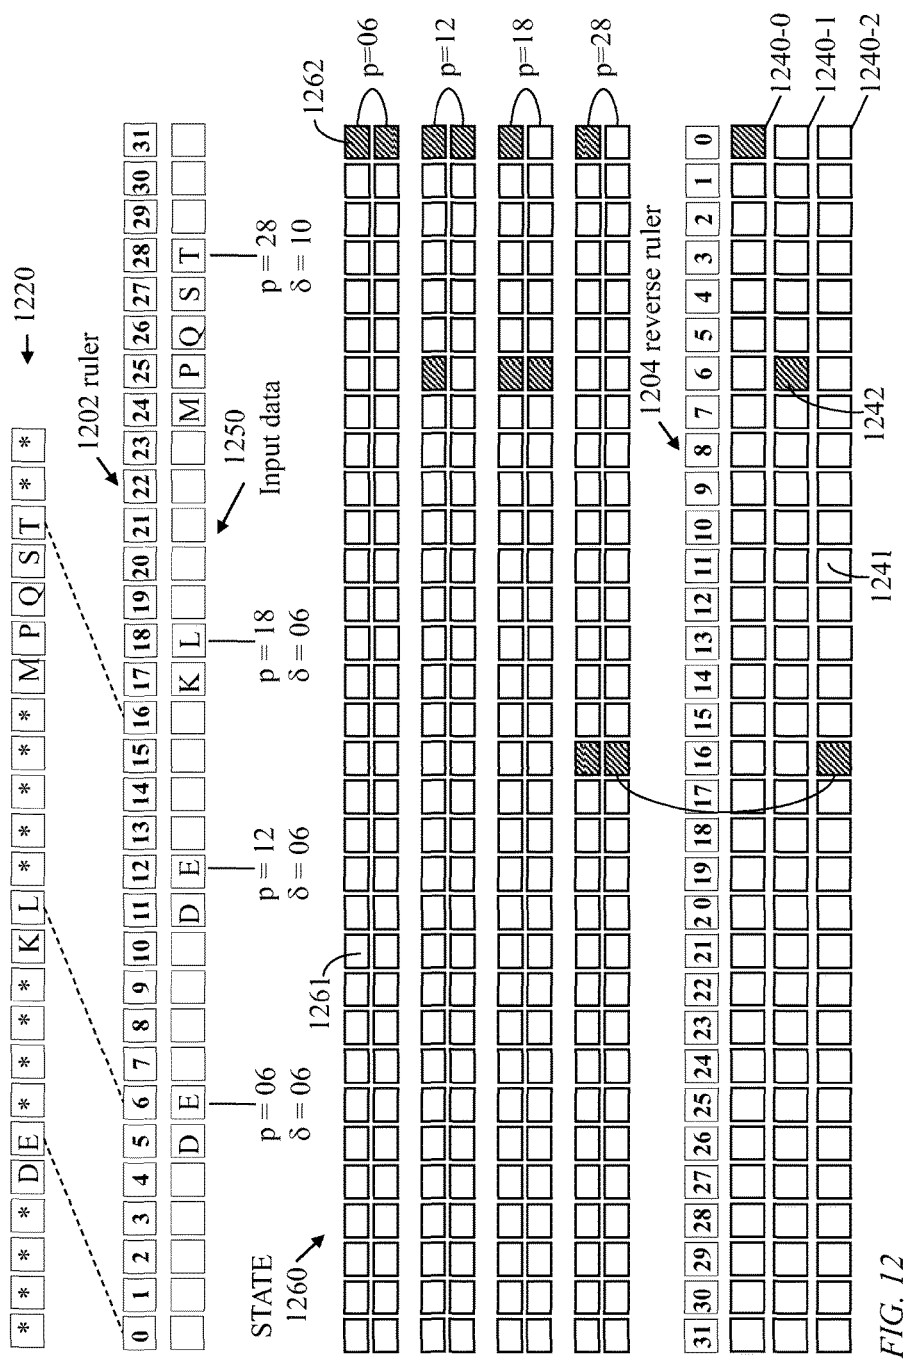 * * * * D E * * * * K L * * * * * M P Q S T * * 1220
1202 ruler
0 1 2 3 4 5 6 7 8 9 10 11 12 13 14 15 16 17 18 19 20 21 22 23 24 25 26 27 28 29 30 31
D E D E K L M P Q S T
1250
Input data
p = 06 p = 12 p = 18 p = 28
δ = 06 δ = 06 δ = 06 δ = 10
STATE
1260
1261
1262
p=06
p=12
p=18
p=28
1204 reverse ruler
31 30 29 28 27 26 25 24 23 22 21 20 19 18 17 16 15 14 13 12 11 10 9 8 7 6 5 4 3 2 1 0
1240-0
1240-1
1240-2
1241
1242
FIG. 12